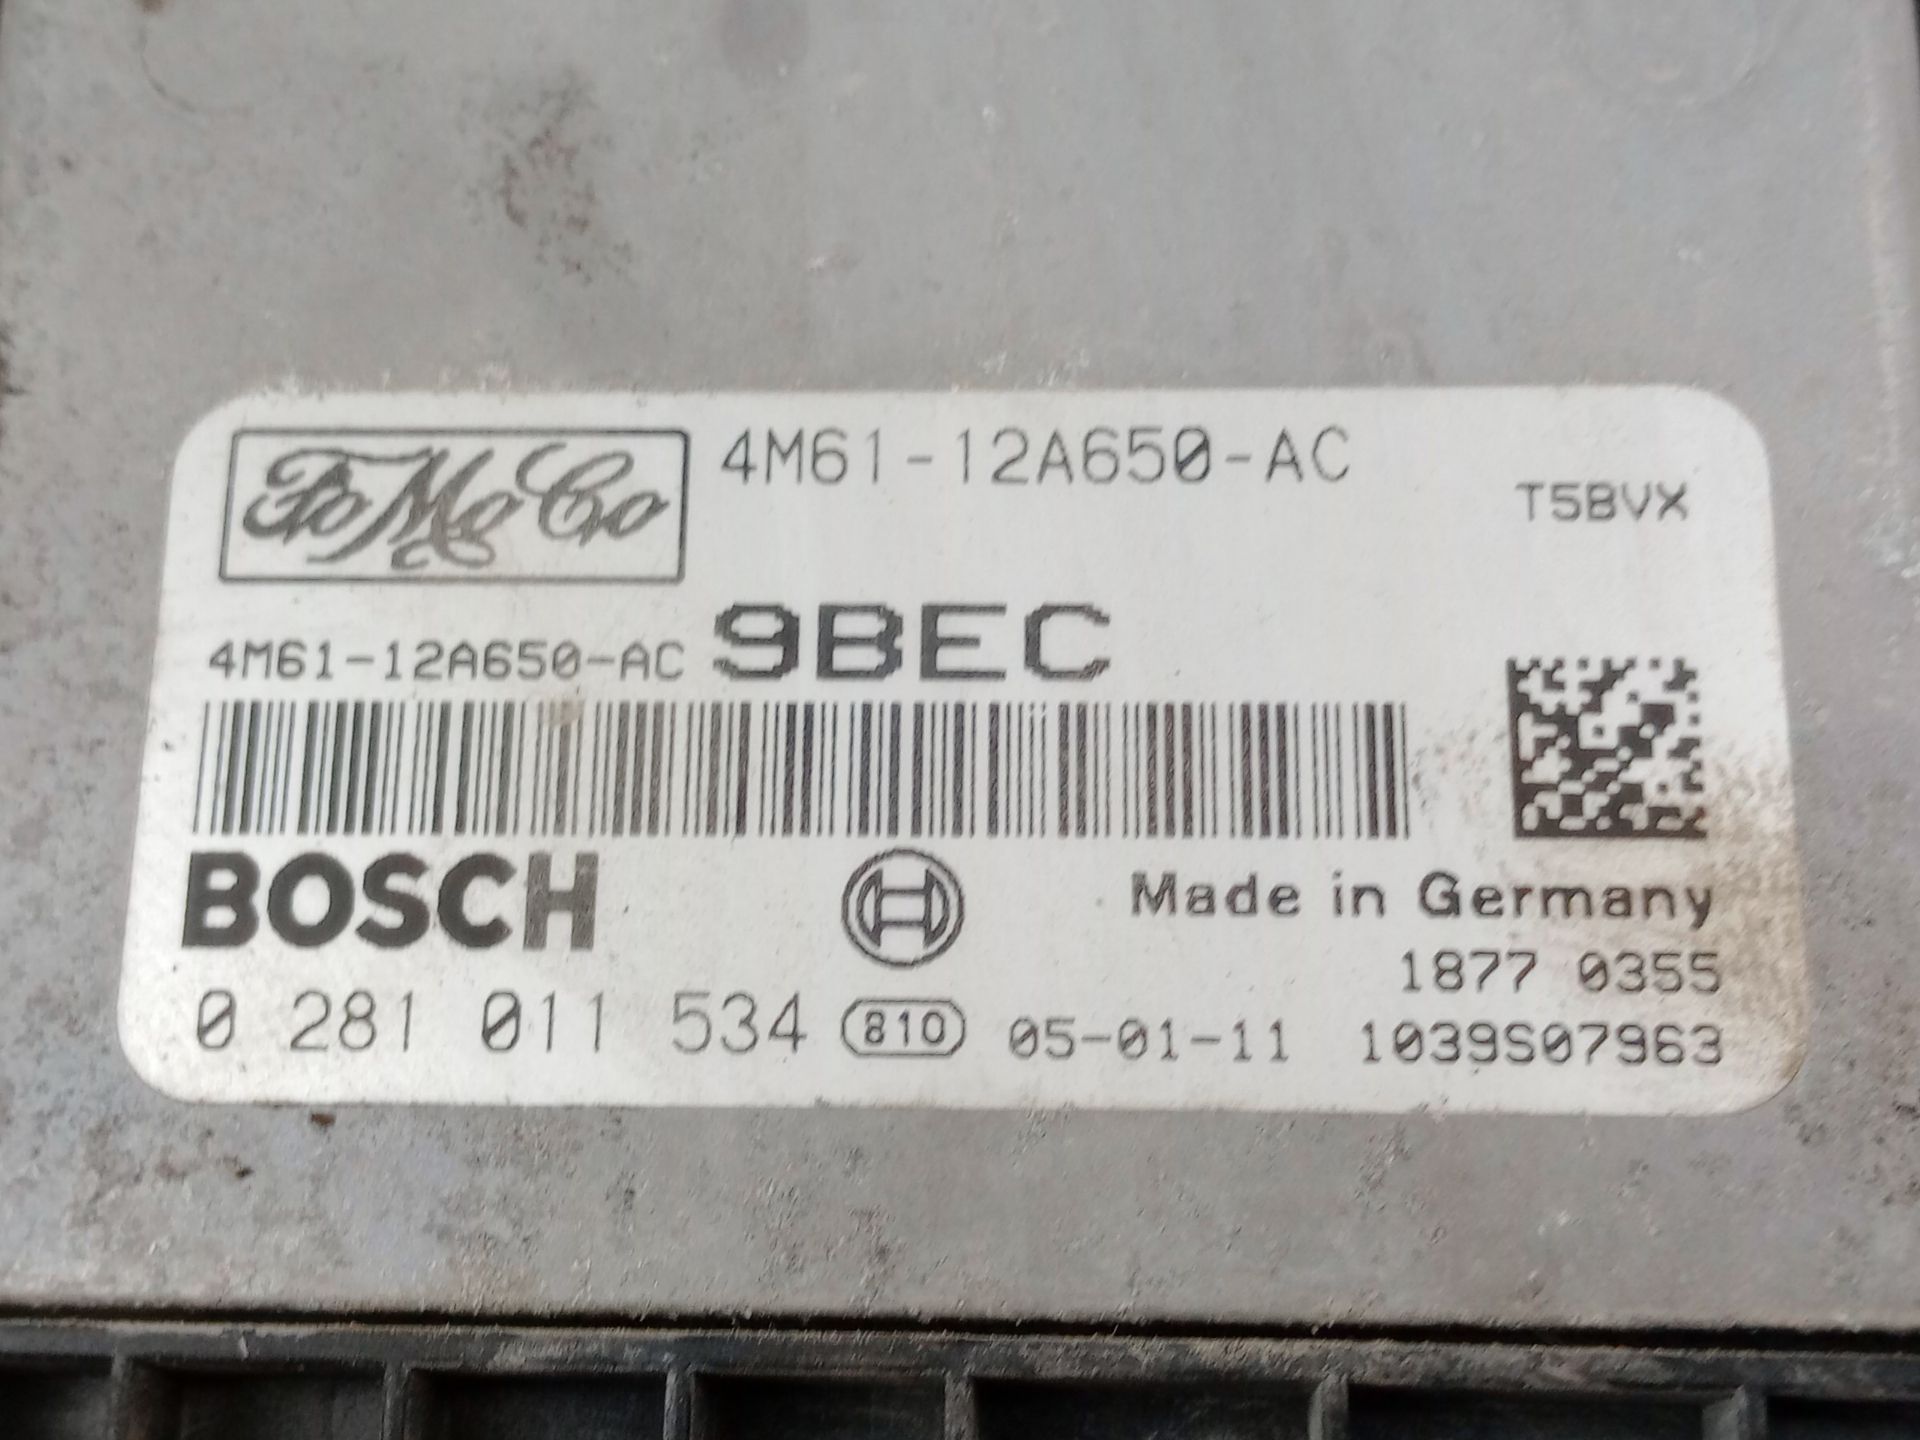 FoMoCo 4M61-12A650-AC
T5BVX
4M61-12A650-AC 9BEC
BOSCH
Made in Germany
1877 0355
0 281 011 534 810 05-01-11 1039S07963